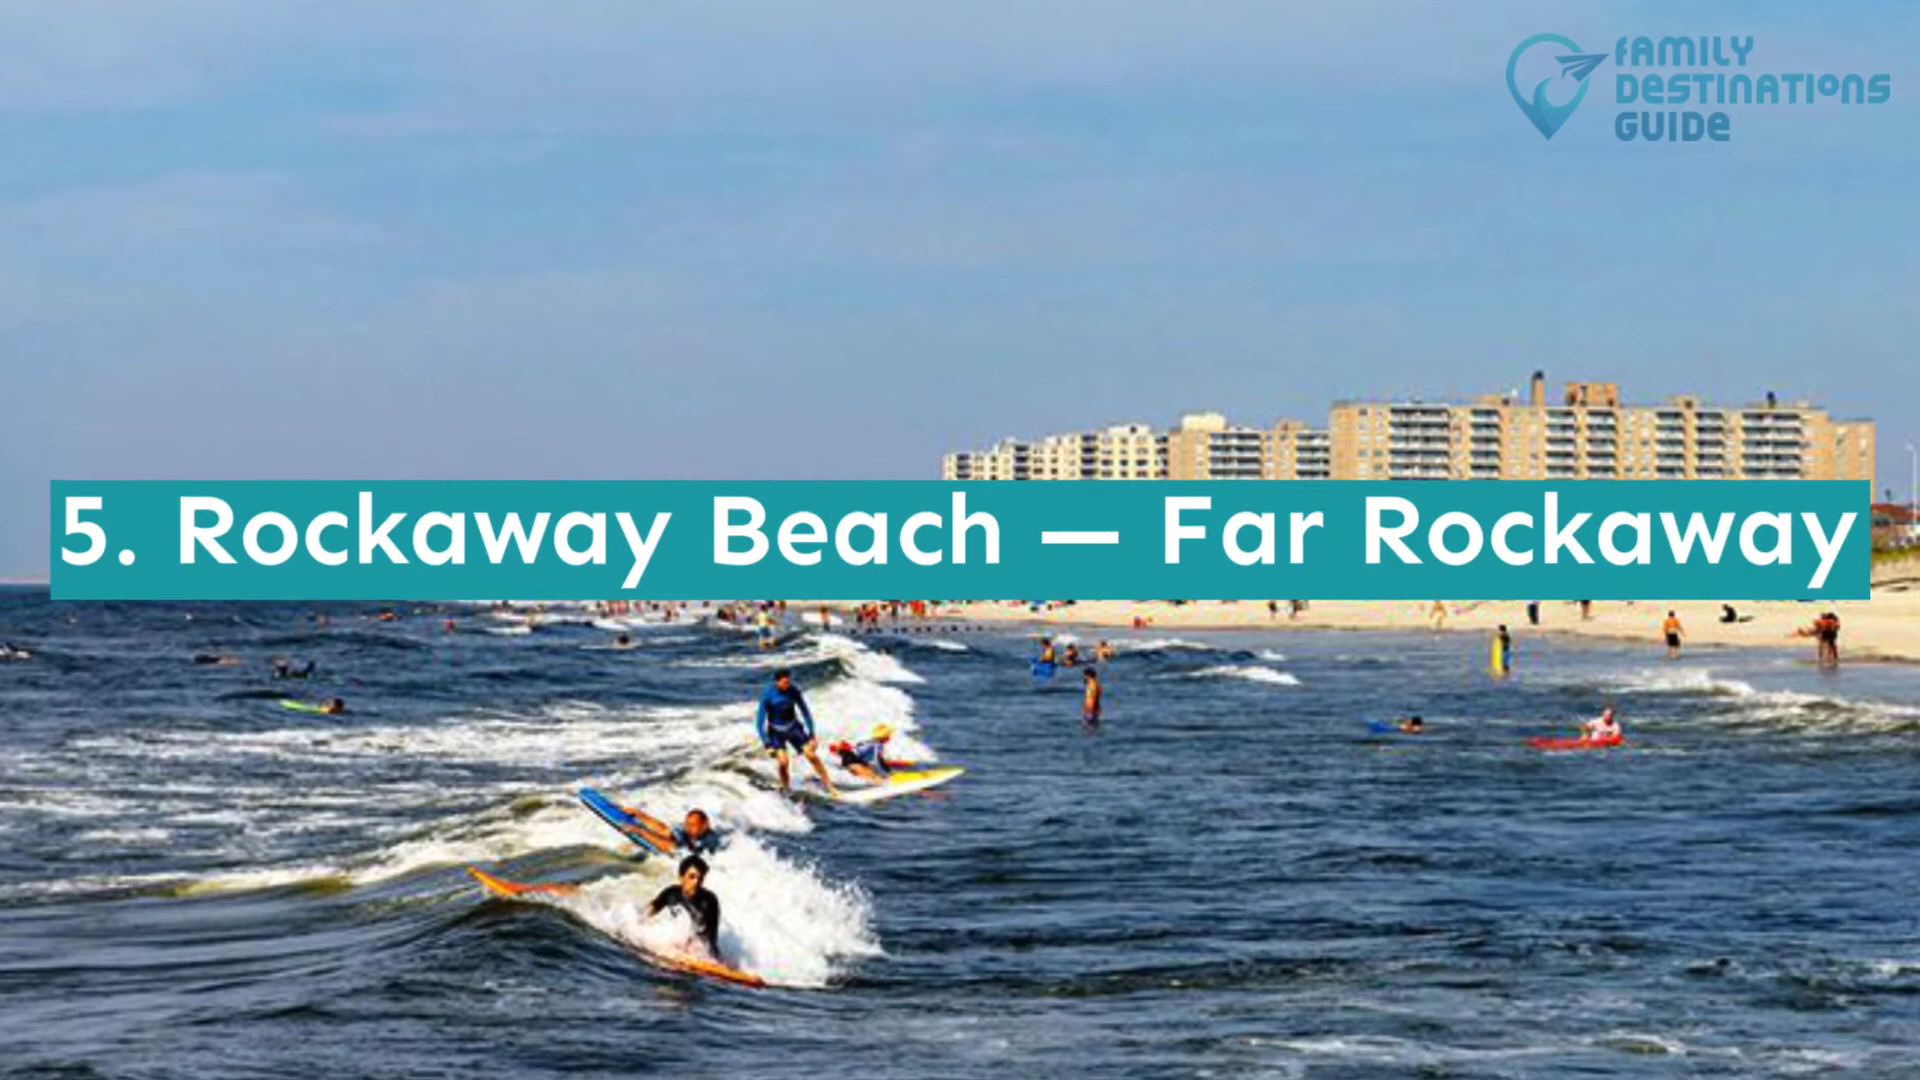 FAMILY
DESTINATIONS
GUIDE
5. Rockaway Beach — Far Rockaway